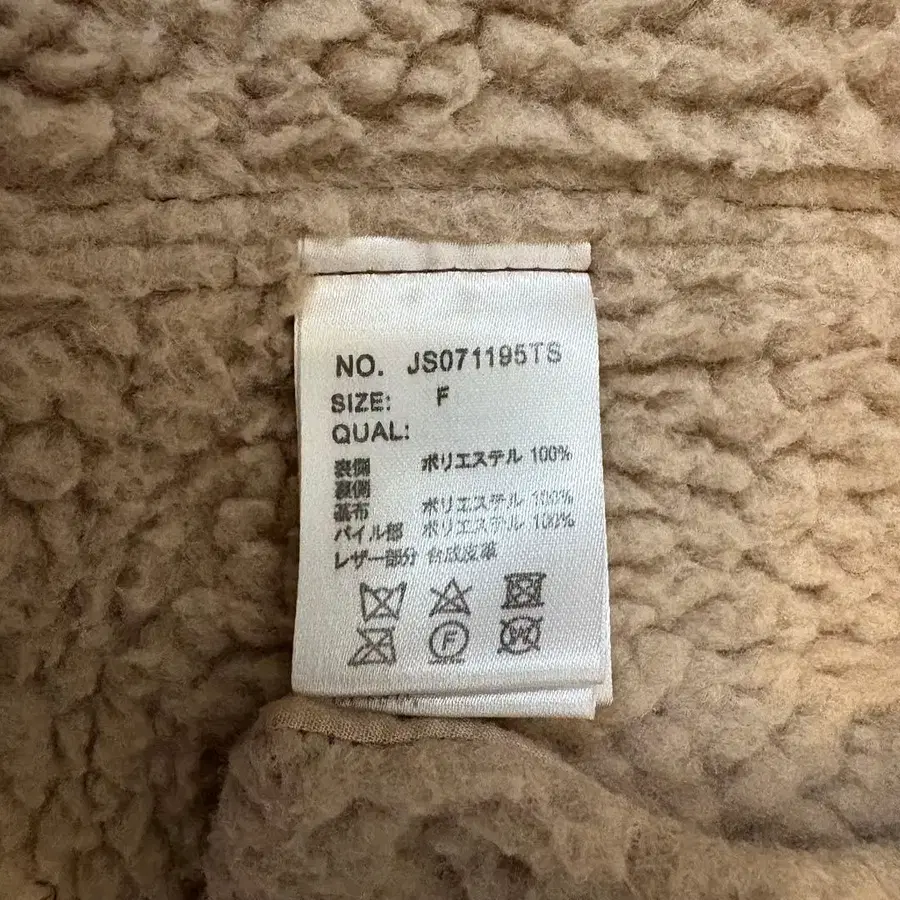 NO. JS071195TS
SIZE: F
QUAL:
表側 ポリエステル 100%
裏側
基布 ポリエステル 100%
パイル部 ポリエステル 100%
レザー部分 合成皮革
F
W